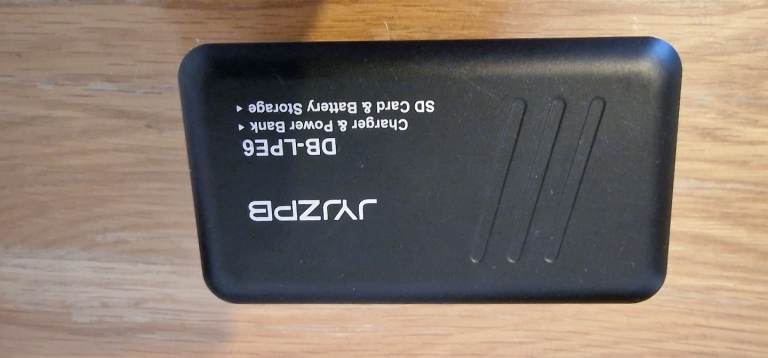 JYJZPB
DB-LPE6
Charger & Power Bank ◂
SD Card & Battery Storage ◂